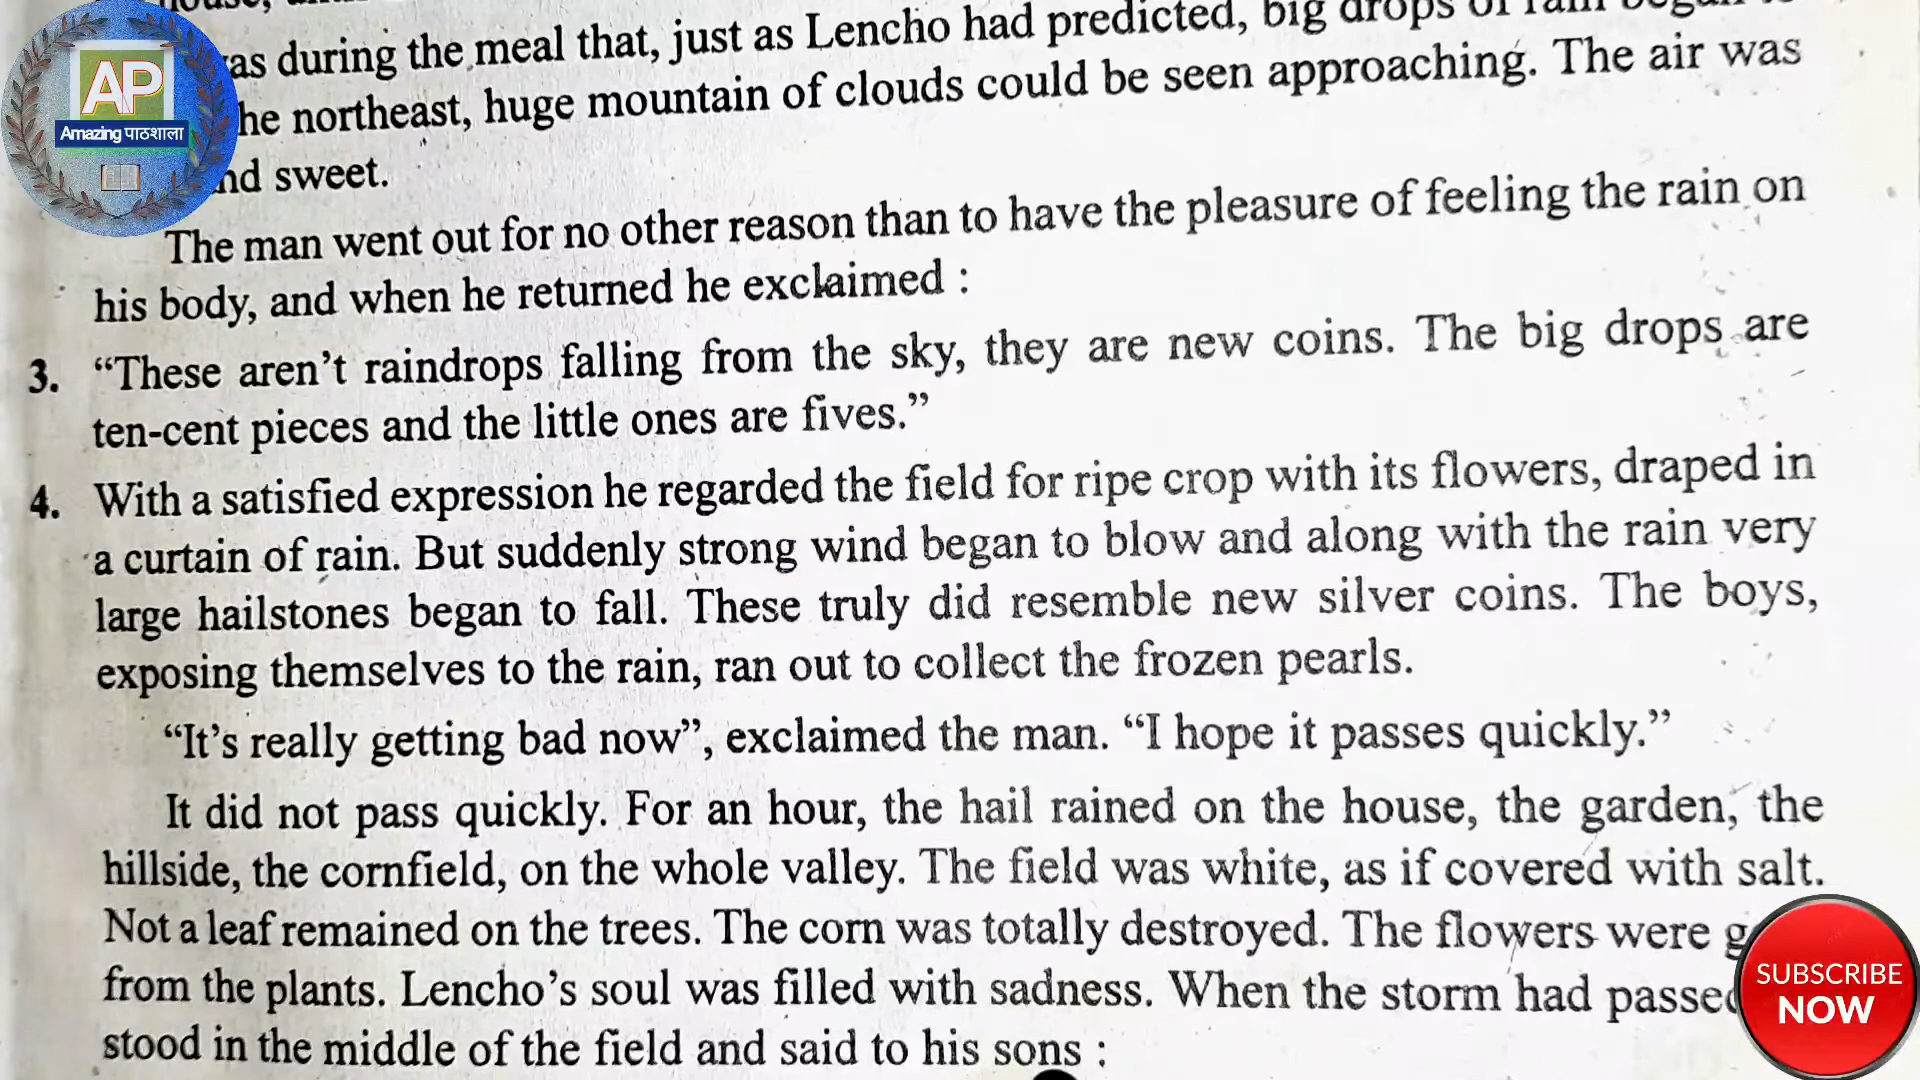 as during the meal that, just as Lencho had predicted, big drops of rain began to
he northeast, huge mountain of clouds could be seen approaching. The air was
nd sweet.
The man went out for no other reason than to have the pleasure of feeling the rain on
his body, and when he returned he exclaimed :
3. “These aren’t raindrops falling from the sky, they are new coins. The big drops are
ten-cent pieces and the little ones are fives.”
4. With a satisfied expression he regarded the field for ripe crop with its flowers, draped in
a curtain of rain. But suddenly strong wind began to blow and along with the rain very
large hailstones began to fall. These truly did resemble new silver coins. The boys,
exposing themselves to the rain, ran out to collect the frozen pearls.
“It’s really getting bad now”, exclaimed the man. “I hope it passes quickly.”
It did not pass quickly. For an hour, the hail rained on the house, the garden, the
hillside, the cornfield, on the whole valley. The field was white, as if covered with salt.
Not a leaf remained on the trees. The corn was totally destroyed. The flowers were
from the plants. Lencho’s soul was filled with sadness. When the storm had passed
stood in the middle of the field and said to his sons :
AP
Amazing पाठशाला
SUBSCRIBE
NOW